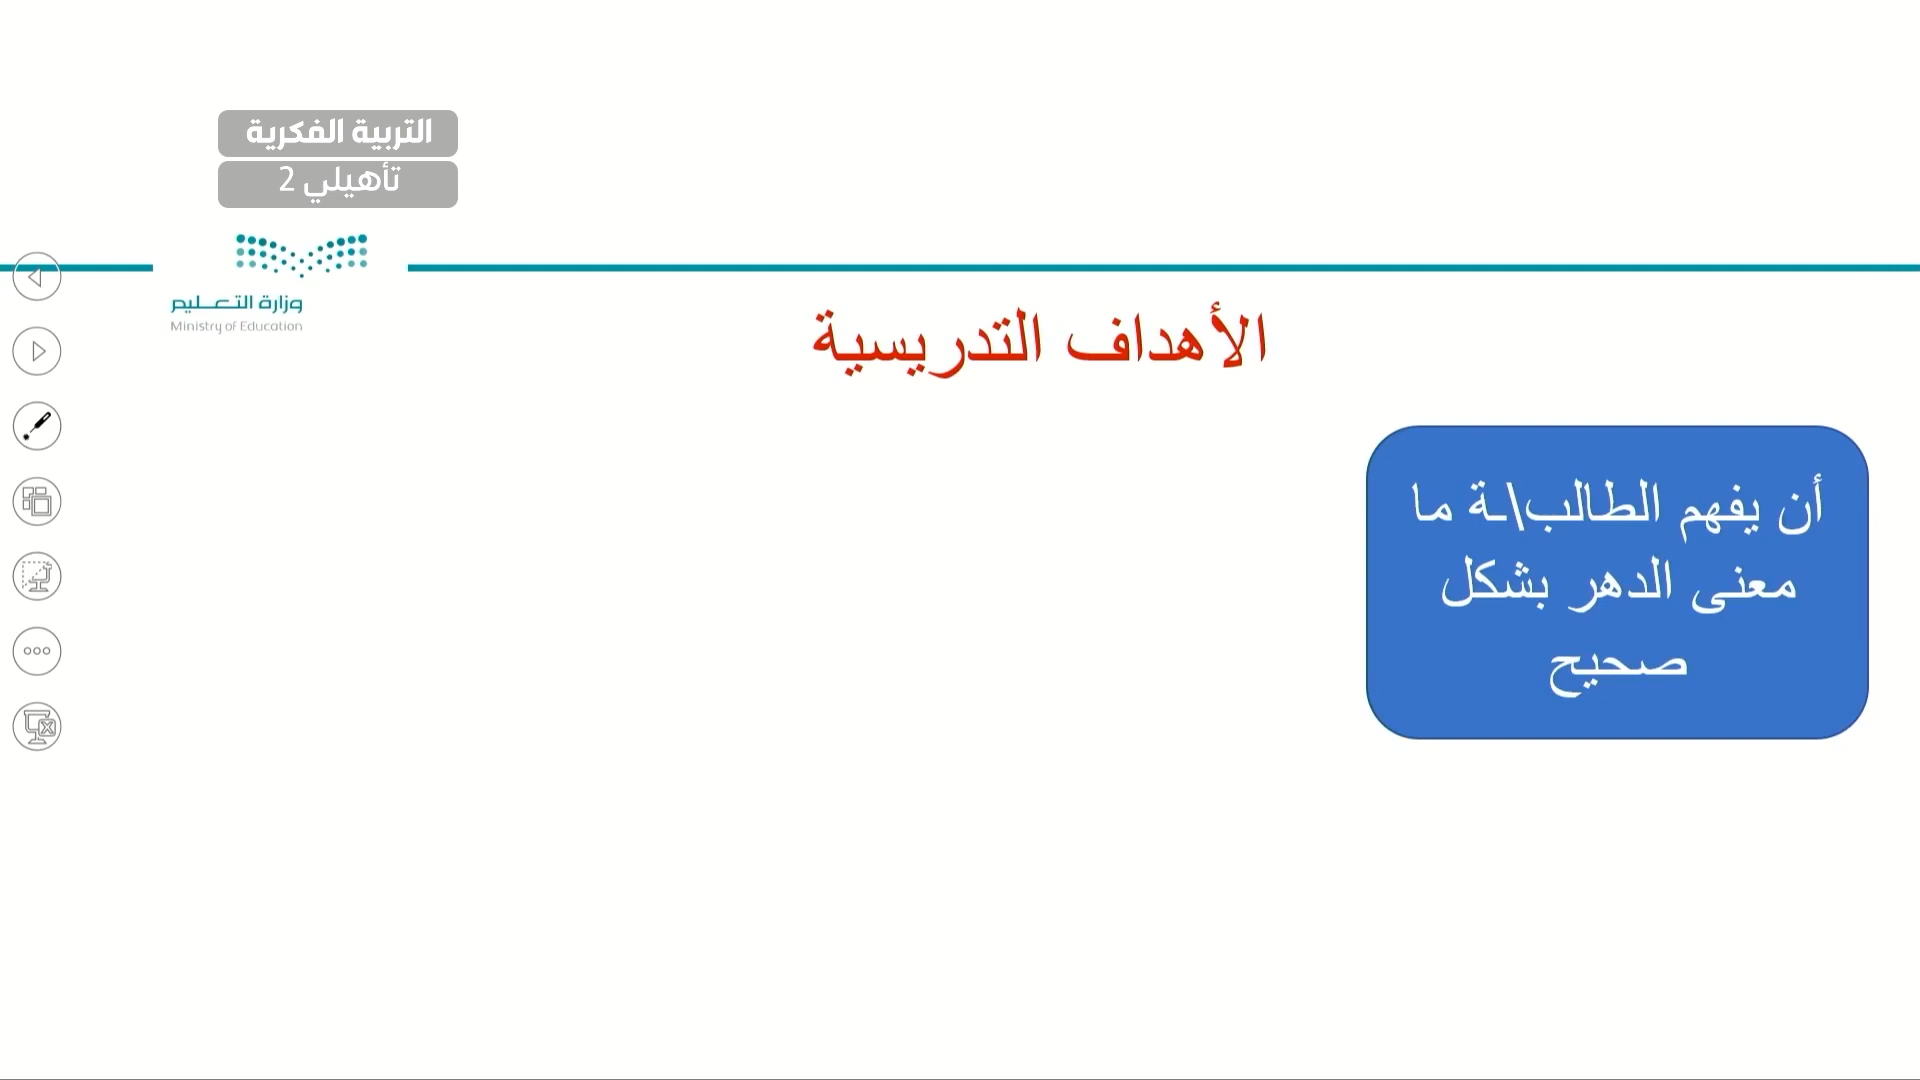 التربية الفكرية
تأهيلي 2
وزارة التعليم
Ministry of Education
الأهداف التدريسية
أن يفهم الطالب\ـة ما
معنى الدهر بشكل
صحيح